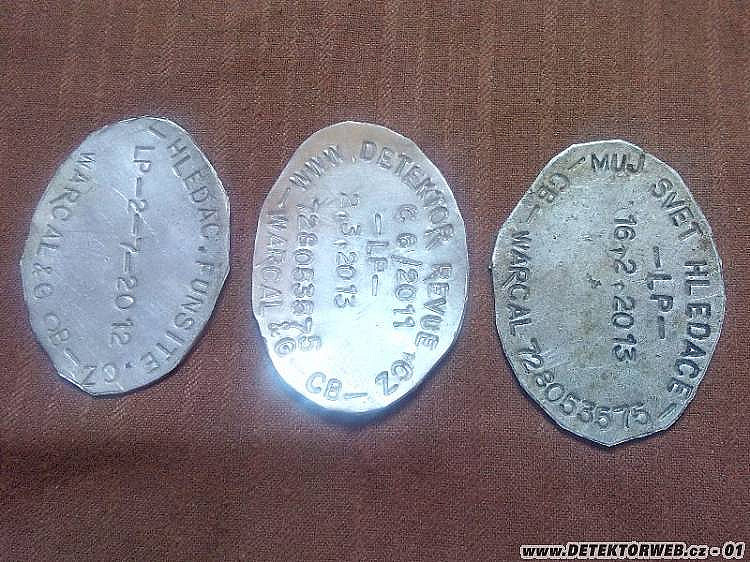 —HLEDAC.FUNSITE.CZ
LP—2—7—2012
WARCAL&G CB—
—WWW.DETEKTOR REVUE.CZ
C 6/2011
—LP—
2,3,2013
728053575
—WARCAL&G CB—
—MUJ SVET HLEDACE—
—LP—
16,2,2013
CB—WARCAL 728053575
www.DETEKTORWEB.cz - 01